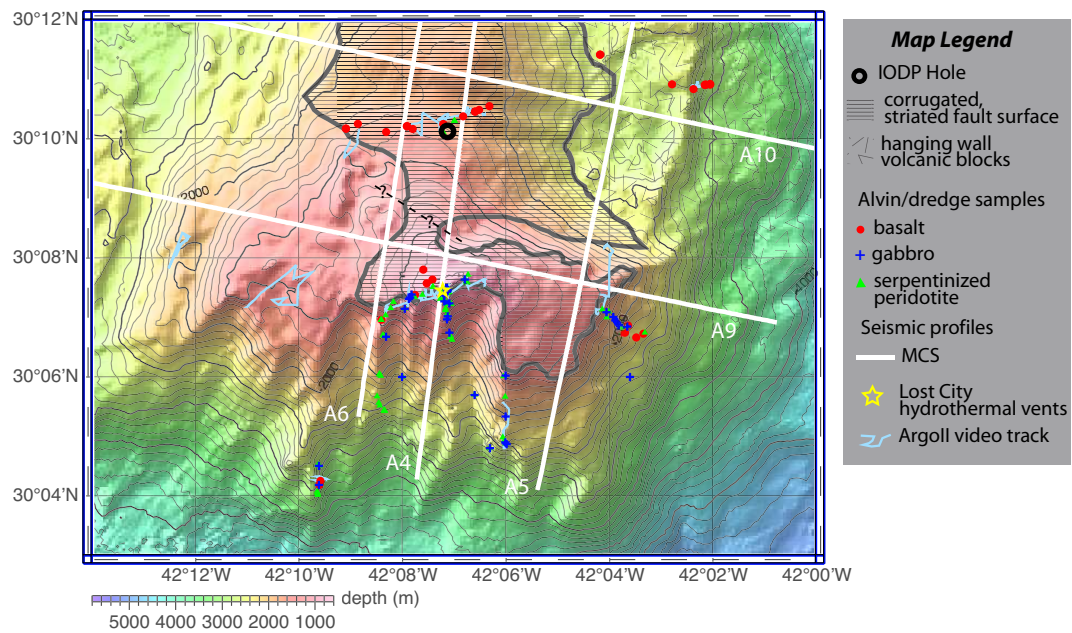 30°12'N
30°10'N
30°08'N
30°06'N
30°04'N
42°12'W
42°10'W
42°08'W
42°06'W
42°04'W
42°02'W
42°00'W
A10
A9
A6
A4
A5
2000
2000
4000
-?
-?-
depth (m)
5000
4000
3000
2000
1000
Map Legend
IODP Hole
corrugated,
striated fault surface
hanging wall
volcanic blocks
Alvin/dredge samples
basalt
gabbro
serpentinized
peridotite
Seismic profiles
MCS
Lost City
hydrothermal vents
ArgoII video track